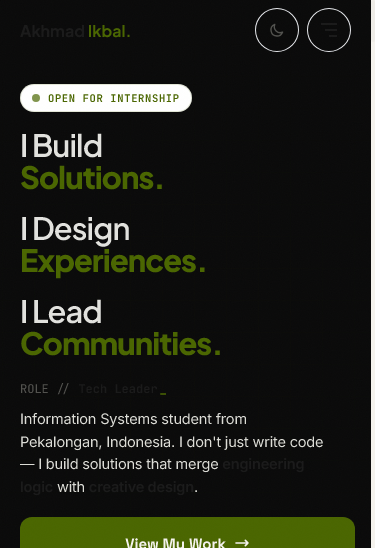 Akhmad Ikbal.
OPEN FOR INTERNSHIP
I Build
Solutions.
I Design
Experiences.
I Lead
Communities.
ROLE // Tech Leader_
Information Systems student from
Pekalongan, Indonesia. I don't just write code
— I build solutions that merge engineering
logic with creative design.
View My Work →